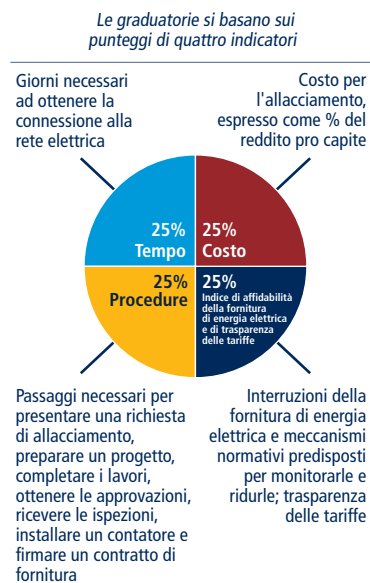 Le graduatorie si basano sui
punteggi di quattro indicatori
Giorni necessari
ad ottenere la
connessione alla
rete elettrica
Costo per
l'allacciamento,
espresso come % del
reddito pro capite
25%
Tempo
25%
Costo
25%
Procedure
25%
Indice di affidabilità
della fornitura
di energia elettrica
e di trasparenza
delle tariffe
Passaggi necessari per
presentare una richiesta
di allacciamento,
preparare un progetto,
completare i lavori,
ottenere le approvazioni,
ricevere le ispezioni,
installare un contatore e
firmare un contratto di
fornitura
Interruzioni della
fornitura di energia
elettrica e meccanismi
normativi predisposti
per monitorarle e
ridurle; trasparenza
delle tariffe